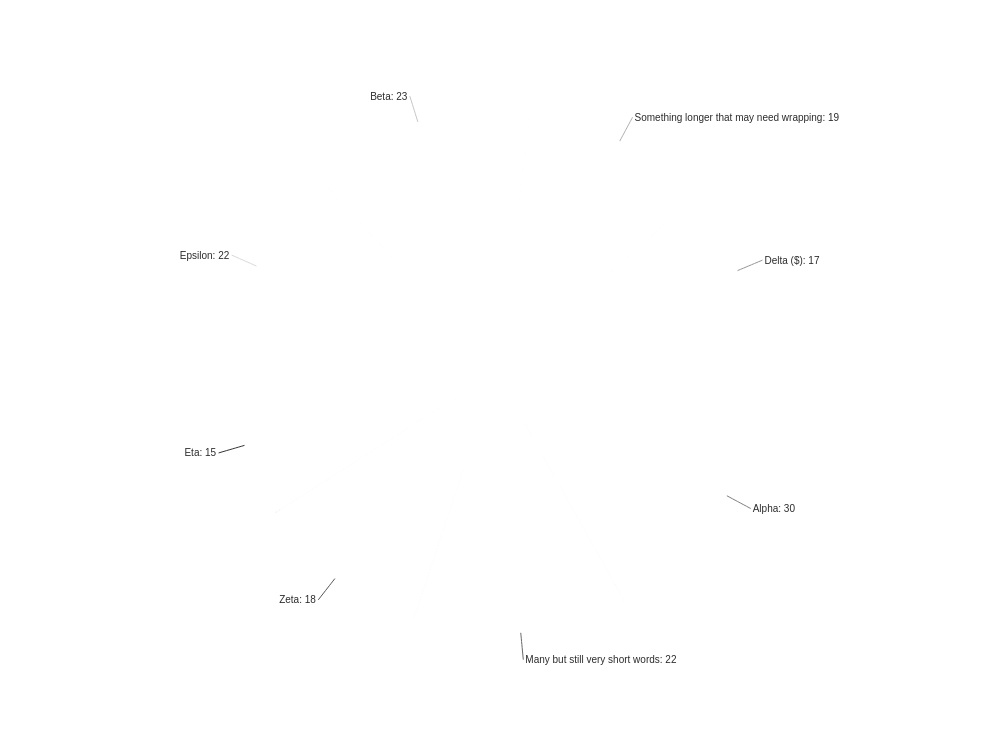 Beta: 23
Something longer that may need wrapping: 19
Epsilon: 22
Delta ($): 17
Eta: 15
Alpha: 30
Zeta: 18
Many but still very short words: 22